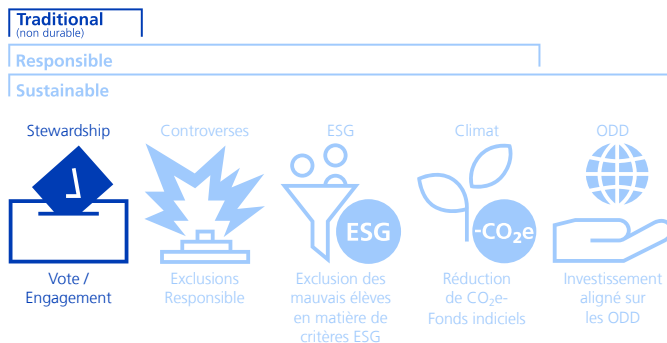 Traditional
(non durable)
Responsible
Sustainable
Stewardship
Controverses
ESG
Climat
ODD
ESG
-CO₂e
Vote /
Engagement
Exclusions
Responsible
Exclusion des
mauvais élèves
en matière de
critères ESG
Réduction
de CO₂e-
Fonds indiciels
Investissement
aligné sur
les ODD